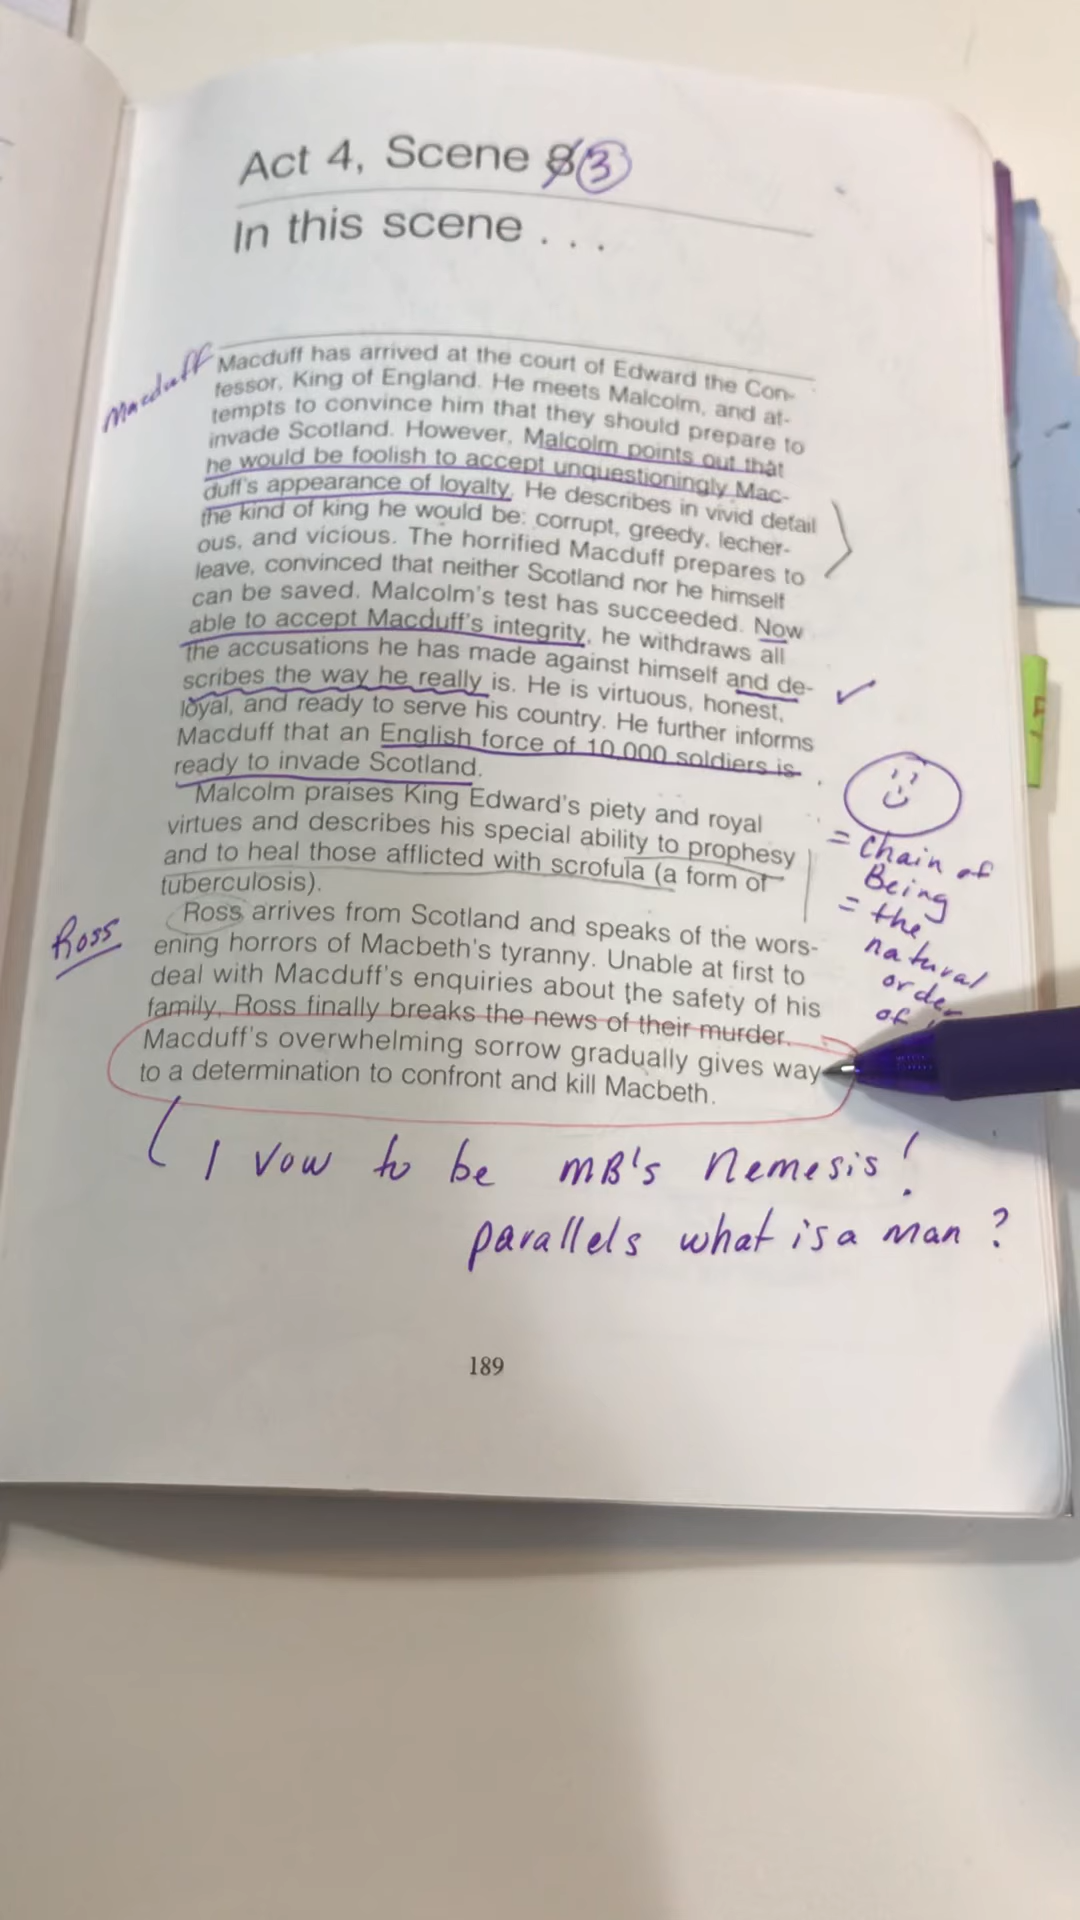 Act 4, Scene 8 3
In this scene . . .
Macduff
Macduff has arrived at the court of Edward the Con-
fessor, King of England. He meets Malcolm, and at-
tempts to convince him that they should prepare to
invade Scotland. However, Malcolm points out that
he would be foolish to accept unquestioningly Mac-
duff's appearance of loyalty. He describes in vivid detail
the kind of king he would be: corrupt, greedy, lecher-
ous, and vicious. The horrified Macduff prepares to
leave, convinced that neither Scotland nor he himself
can be saved. Malcolm's test has succeeded. Now
able to accept Macduff's integrity, he withdraws all
the accusations he has made against himself and de-
scribes the way he really is. He is virtuous, honest,
loyal, and ready to serve his country. He further informs
Macduff that an English force of 10,000 soldiers is
ready to invade Scotland.
Malcolm praises King Edward's piety and royal
virtues and describes his special ability to prophesy
and to heal those afflicted with scrofula (a form of
tuberculosis).
= Chain of
Being
= the
natural
order
of
Ross
Ross arrives from Scotland and speaks of the wors-
ening horrors of Macbeth's tyranny. Unable at first to
deal with Macduff's enquiries about the safety of his
family, Ross finally breaks the news of their murder.
Macduff's overwhelming sorrow gradually gives way
to a determination to confront and kill Macbeth.
I vow to be MB's nemesis!
parallels what is a man?
189